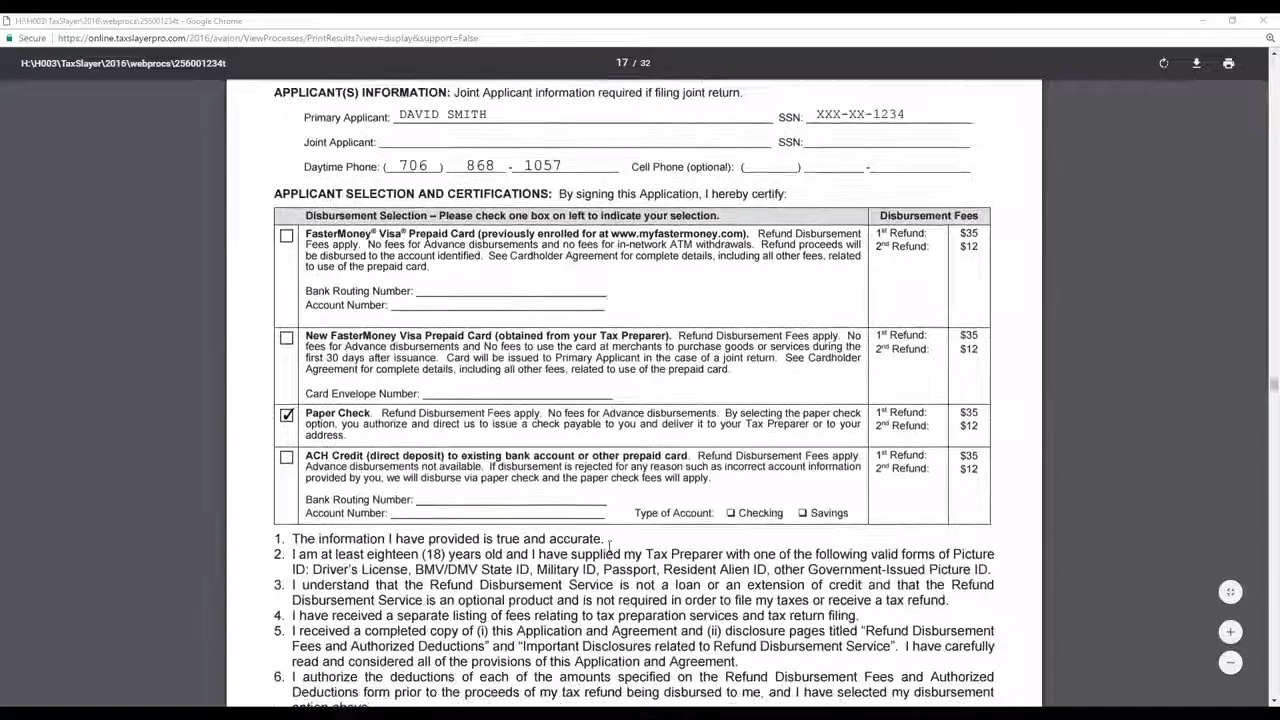 H:\H003\TaxSlayer\2016\webprocs\256001234t - Google Chrome
Secure https://online.taxslayerpro.com/2016/avalon/ViewProcesses/PrintResults?view=display&support=False
H:\H003\TaxSlayer\2016\webprocs\256001234t 17 / 32
APPLICANT(S) INFORMATION: Joint Applicant information required if filing joint return.
Primary Applicant: DAVID SMITH SSN: XXX-XX-1234
Joint Applicant: SSN:
Daytime Phone: ( 706 ) 868 - 1057 Cell Phone (optional): ( ) -
APPLICANT SELECTION AND CERTIFICATIONS: By signing this Application, I hereby certify:
Disbursement Selection – Please check one box on left to indicate your selection. Disbursement Fees
FasterMoney® Visa® Prepaid Card (previously enrolled for at www.myfastermoney.com). Refund Disbursement 1st Refund: $35
Fees apply. No fees for Advance disbursements and no fees for in-network ATM withdrawals. Refund proceeds will 2nd Refund: $12
be disbursed to the account identified. See Cardholder Agreement for complete details, including all other fees, related
to use of the prepaid card.
Bank Routing Number:
Account Number:
New FasterMoney Visa Prepaid Card (obtained from your Tax Preparer). Refund Disbursement Fees apply. No 1st Refund: $35
fees for Advance disbursements and No fees to use the card at merchants to purchase goods or services during the 2nd Refund: $12
first 30 days after issuance. Card will be issued to Primary Applicant in the case of a joint return. See Cardholder
Agreement for complete details, including all other fees, related to use of the prepaid card.
Card Envelope Number:
Paper Check. Refund Disbursement Fees apply. No fees for Advance disbursements. By selecting the paper check 1st Refund: $35
option, you authorize and direct us to issue a check payable to you and deliver it to your Tax Preparer or to your 2nd Refund: $12
address.
ACH Credit (direct deposit) to existing bank account or other prepaid card. Refund Disbursement Fees apply. 1st Refund: $35
Advance disbursements not available. If disbursement is rejected for any reason such as incorrect account information 2nd Refund: $12
provided by you, we will disburse via paper check and the paper check fees will apply.
Bank Routing Number:
Account Number: Type of Account: Checking Savings
1. The information I have provided is true and accurate.
2. I am at least eighteen (18) years old and I have supplied my Tax Preparer with one of the following valid forms of Picture
ID: Driver's License, BMV/DMV State ID, Military ID, Passport, Resident Alien ID, other Government-Issued Picture ID.
3. I understand that the Refund Disbursement Service is not a loan or an extension of credit and that the Refund
Disbursement Service is an optional product and is not required in order to file my taxes or receive a tax refund.
4. I have received a separate listing of fees relating to tax preparation services and tax return filing.
5. I received a completed copy of (i) this Application and Agreement and (ii) disclosure pages titled "Refund Disbursement
Fees and Authorized Deductions" and "Important Disclosures related to Refund Disbursement Service". I have carefully
read and considered all of the provisions of this Application and Agreement.
6. I authorize the deductions of each of the amounts specified on the Refund Disbursement Fees and Authorized
Deductions form prior to the proceeds of my tax refund being disbursed to me, and I have selected my disbursement
option above.